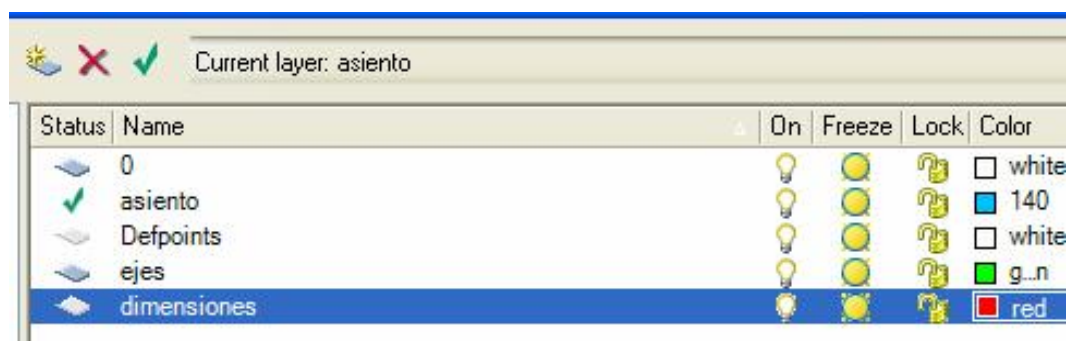 Current layer: asiento
Status Name On Freeze Lock Color
0 white
asiento 140
Defpoints white
ejes g...n
dimensiones red